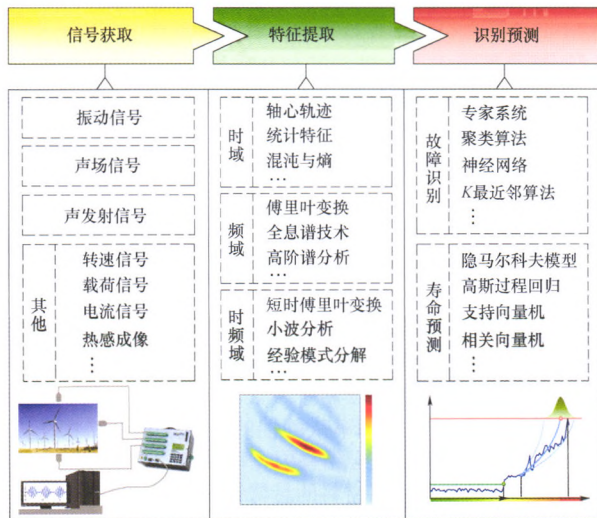 信号获取
特征提取
识别预测
振动信号
声场信号
声发射信号
其他
转速信号
载荷信号
电流信号
热感成像
⋮
时域
轴心轨迹
统计特征
混沌与熵
…
频域
傅里叶变换
全息谱技术
高阶谱分析
⋮
时频域
短时傅里叶变换
小波分析
经验模式分解
⋮
故障识别
专家系统
聚类算法
神经网络
K最近邻算法
…
寿命预测
隐马尔科夫模型
高斯过程回归
支持向量机
相关向量机
⋮